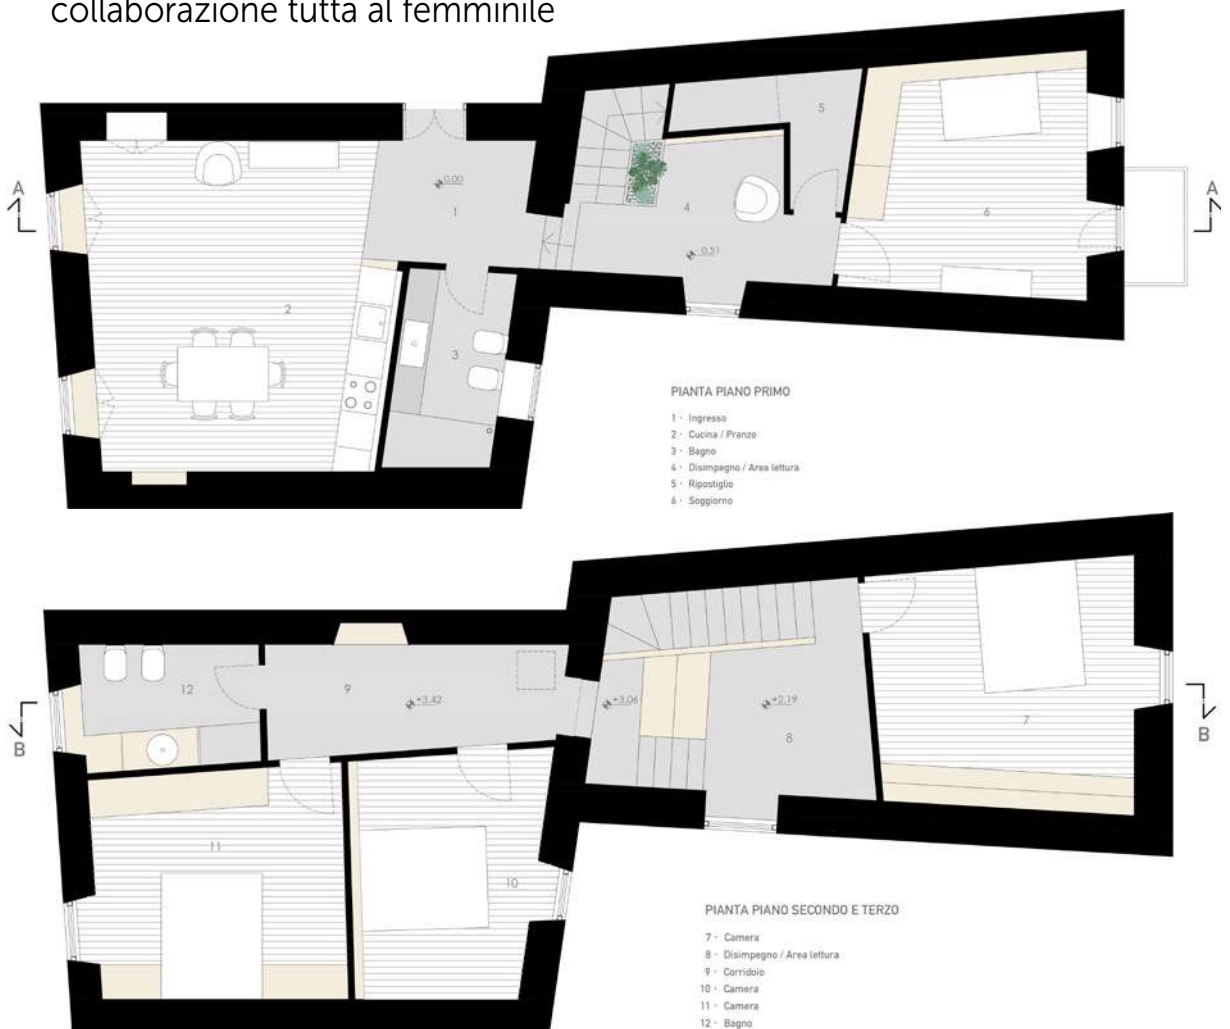 collaborazione tutta al femminile
5
A
0.00
1
4
6
A
-0.51
2
3
PIANTA PIANO PRIMO
1 · Ingresso
2 · Cucina / Pranzo
3 · Bagno
4 · Disimpegno / Area lettura
5 · Ripostiglio
6 · Soggiorno
12
9
+3.42
+3.06
+2.19
7
B
8
B
11
10
PIANTA PIANO SECONDO E TERZO
7 · Camera
8 · Disimpegno / Area lettura
9 · Corridoio
10 · Camera
11 · Camera
12 · Bagno